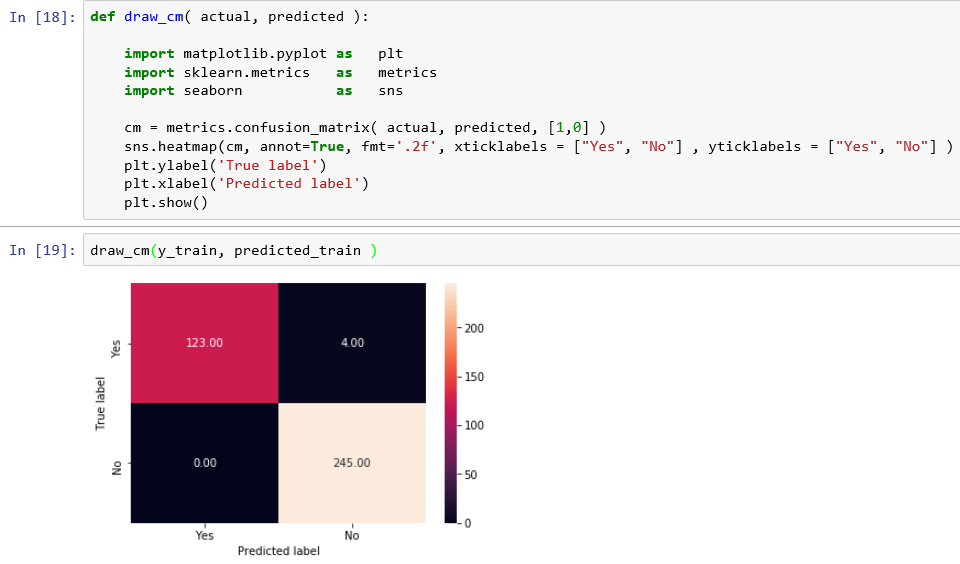 In [18]: def draw_cm( actual, predicted ):
import matplotlib.pyplot as plt
import sklearn.metrics as metrics
import seaborn as sns
cm = metrics.confusion_matrix( actual, predicted, [1,0] )
sns.heatmap(cm, annot=True, fmt='.2f', xticklabels = ["Yes", "No"] , yticklabels = ["Yes", "No"] )
plt.ylabel('True label')
plt.xlabel('Predicted label')
plt.show()
In [19]: draw_cm(y_train, predicted_train )
True label
Yes
No
123.00 4.00
0.00 245.00
Yes No
Predicted label
200
150
100
50
0